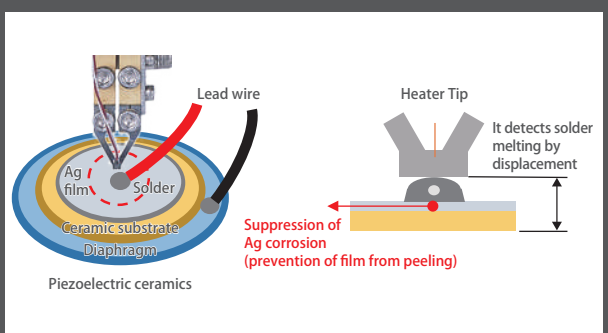 Lead wire
Ag
film
Solder
Ceramic substrate
Diaphragm
Piezoelectric ceramics
Heater Tip
It detects solder
melting by
displacement
Suppression of
Ag corrosion
(prevention of film from peeling)